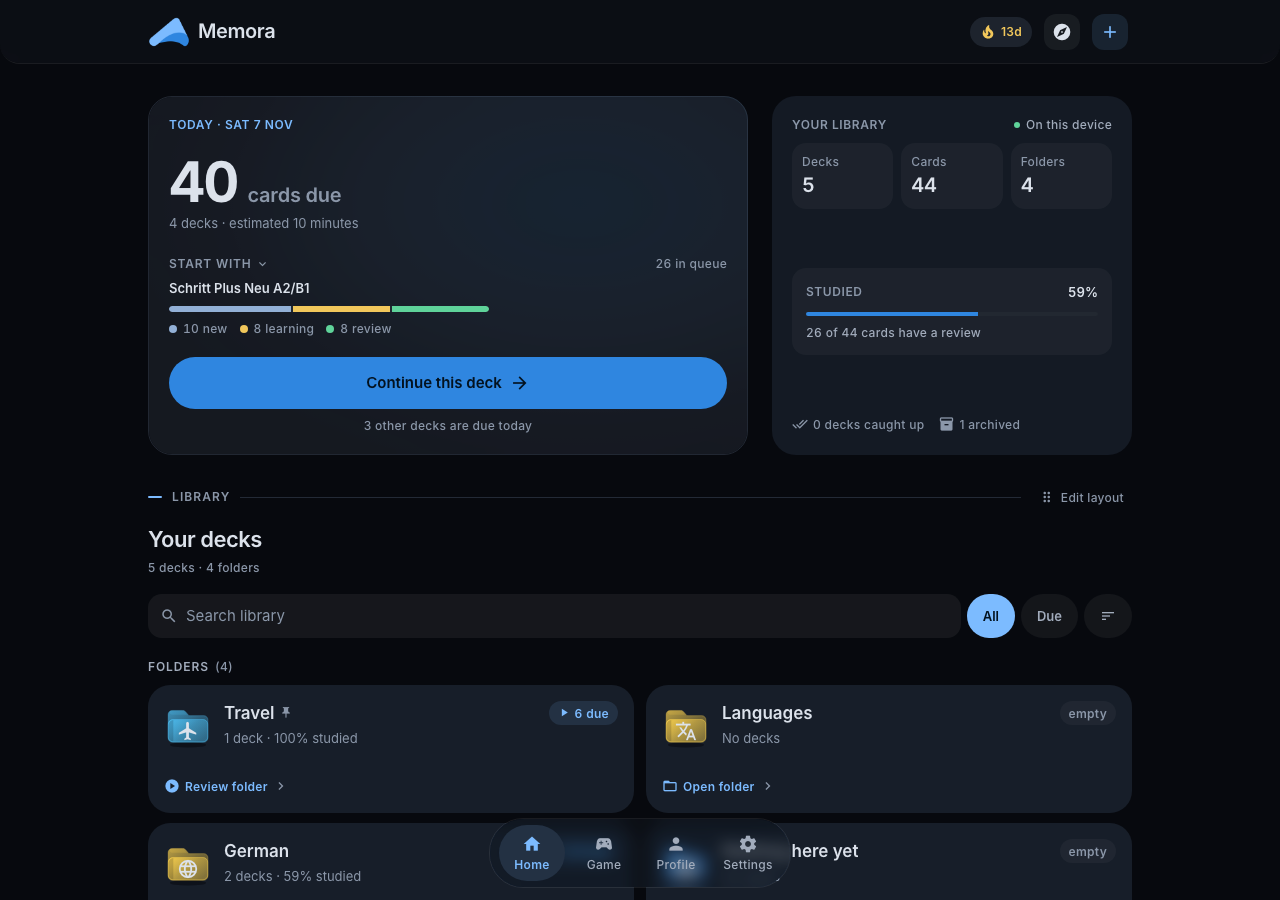 Memora
13d
TODAY · SAT 7 NOV
40 cards due
4 decks · estimated 10 minutes
START WITH
26 in queue
Schritt Plus Neu A2/B1
10 new 8 learning 8 review
Continue this deck
3 other decks are due today
YOUR LIBRARY
On this device
Decks
5
Cards
44
Folders
4
STUDIED
59%
26 of 44 cards have a review
0 decks caught up
1 archived
LIBRARY
Edit layout
Your decks
5 decks · 4 folders
Search library
All
Due
FOLDERS (4)
Travel
6 due
1 deck · 100% studied
Review folder
Languages
empty
No decks
Open folder
German
2 decks · 59% studied
here yet
empty
Home
Game
Profile
Settings